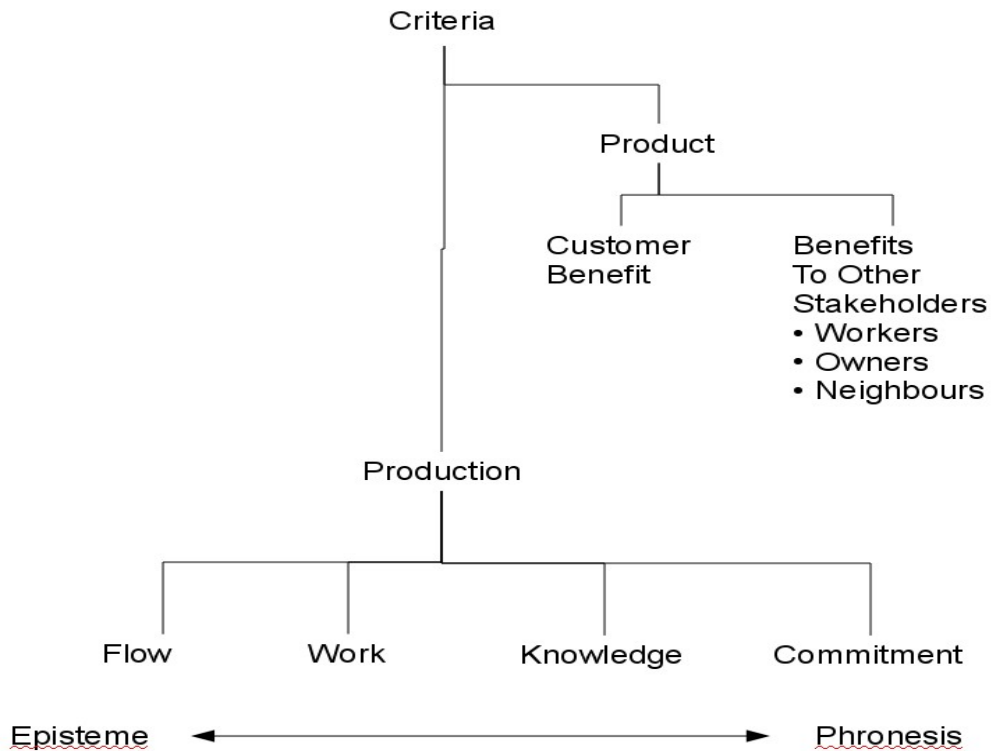 Criteria
Product
Customer
Benefit
Benefits
To Other
Stakeholders
• Workers
• Owners
• Neighbours
Production
Flow
Work
Knowledge
Commitment
Episteme
Phronesis